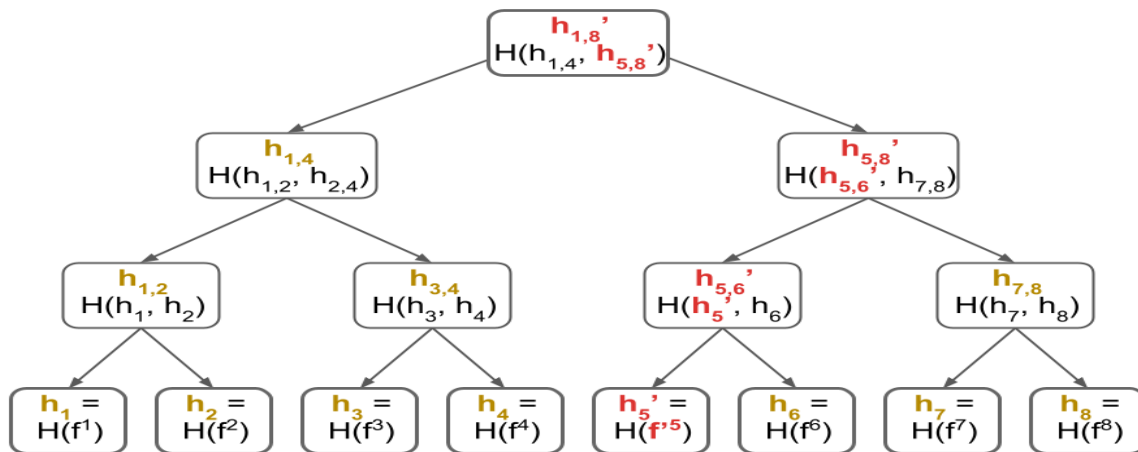 h₁,₈’
H(h₁,₄, h₅,₈’)
h₁,₄
H(h₁,₂, h₂,₄)
h₅,₈’
H(h₅,₆’, h₇,₈)
h₁,₂
H(h₁, h₂)
h₃,₄
H(h₃, h₄)
h₅,₆’
H(h₅’, h₆)
h₇,₈
H(h₇, h₈)
h₁ =
H(f¹)
h₂ =
H(f²)
h₃ =
H(f³)
h₄ =
H(f⁴)
h₅’ =
H(f’⁵)
h₆ =
H(f⁶)
h₇ =
H(f⁷)
h₈ =
H(f⁸)